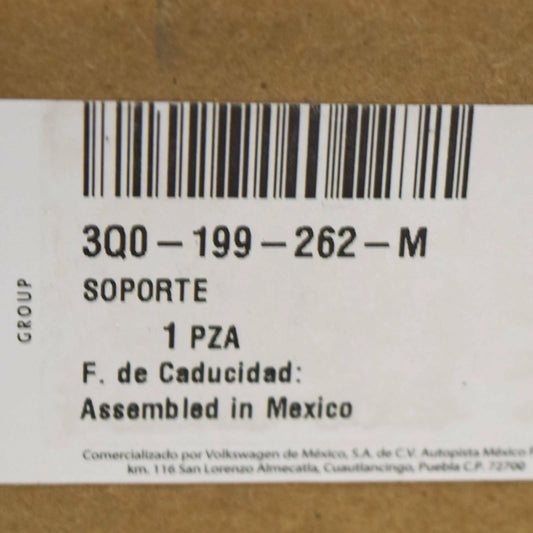 3Q0-199-262-M
SOPORTE
1 PZA
F. de Caducidad:
Assembled in Mexico
Comercializado por Volkswagen de México, S.A. de C.V. Autopista México
km. 116 San Lorenzo Almecatla, Cuautlancingo, Puebla C.P. 72700
GROUP